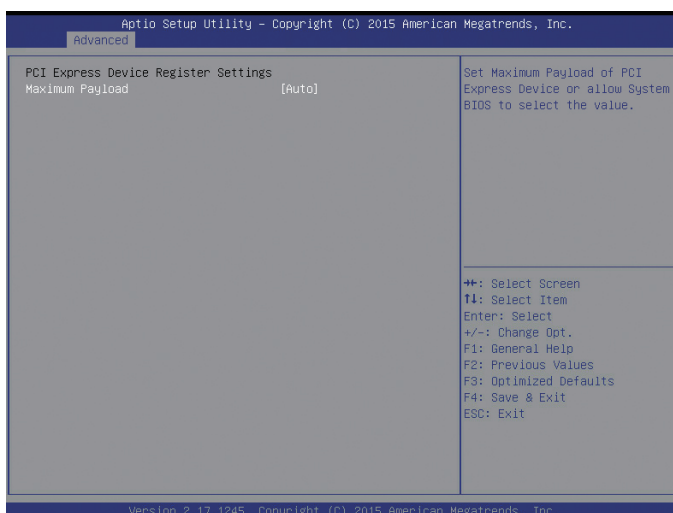 Aptio Setup Utility – Copyright (C) 2015 American Megatrends, Inc.
Advanced
PCI Express Device Register Settings
Maximum Payload [Auto]
Set Maximum Payload of PCI
Express Device or allow System
BIOS to select the value.
→←: Select Screen
↑↓: Select Item
Enter: Select
+/-: Change Opt.
F1: General Help
F2: Previous Values
F3: Optimized Defaults
F4: Save & Exit
ESC: Exit
Version 2.17.1245. Copyright (C) 2015 American Megatrends, Inc.